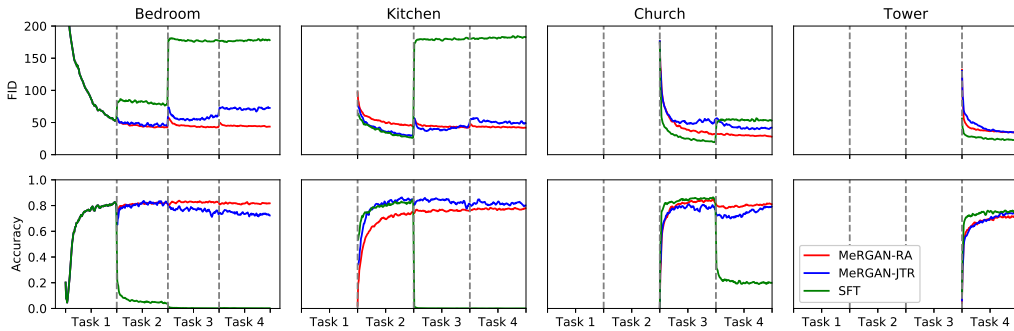 Bedroom Kitchen Church Tower
200
150
100
50
0
FID
1.0
0.8
0.6
0.4
0.2
0.0
Accuracy
MeRGAN-RA
MeRGAN-JTR
SFT
Task 1 Task 2 Task 3 Task 4 Task 1 Task 2 Task 3 Task 4 Task 1 Task 2 Task 3 Task 4 Task 1 Task 2 Task 3 Task 4